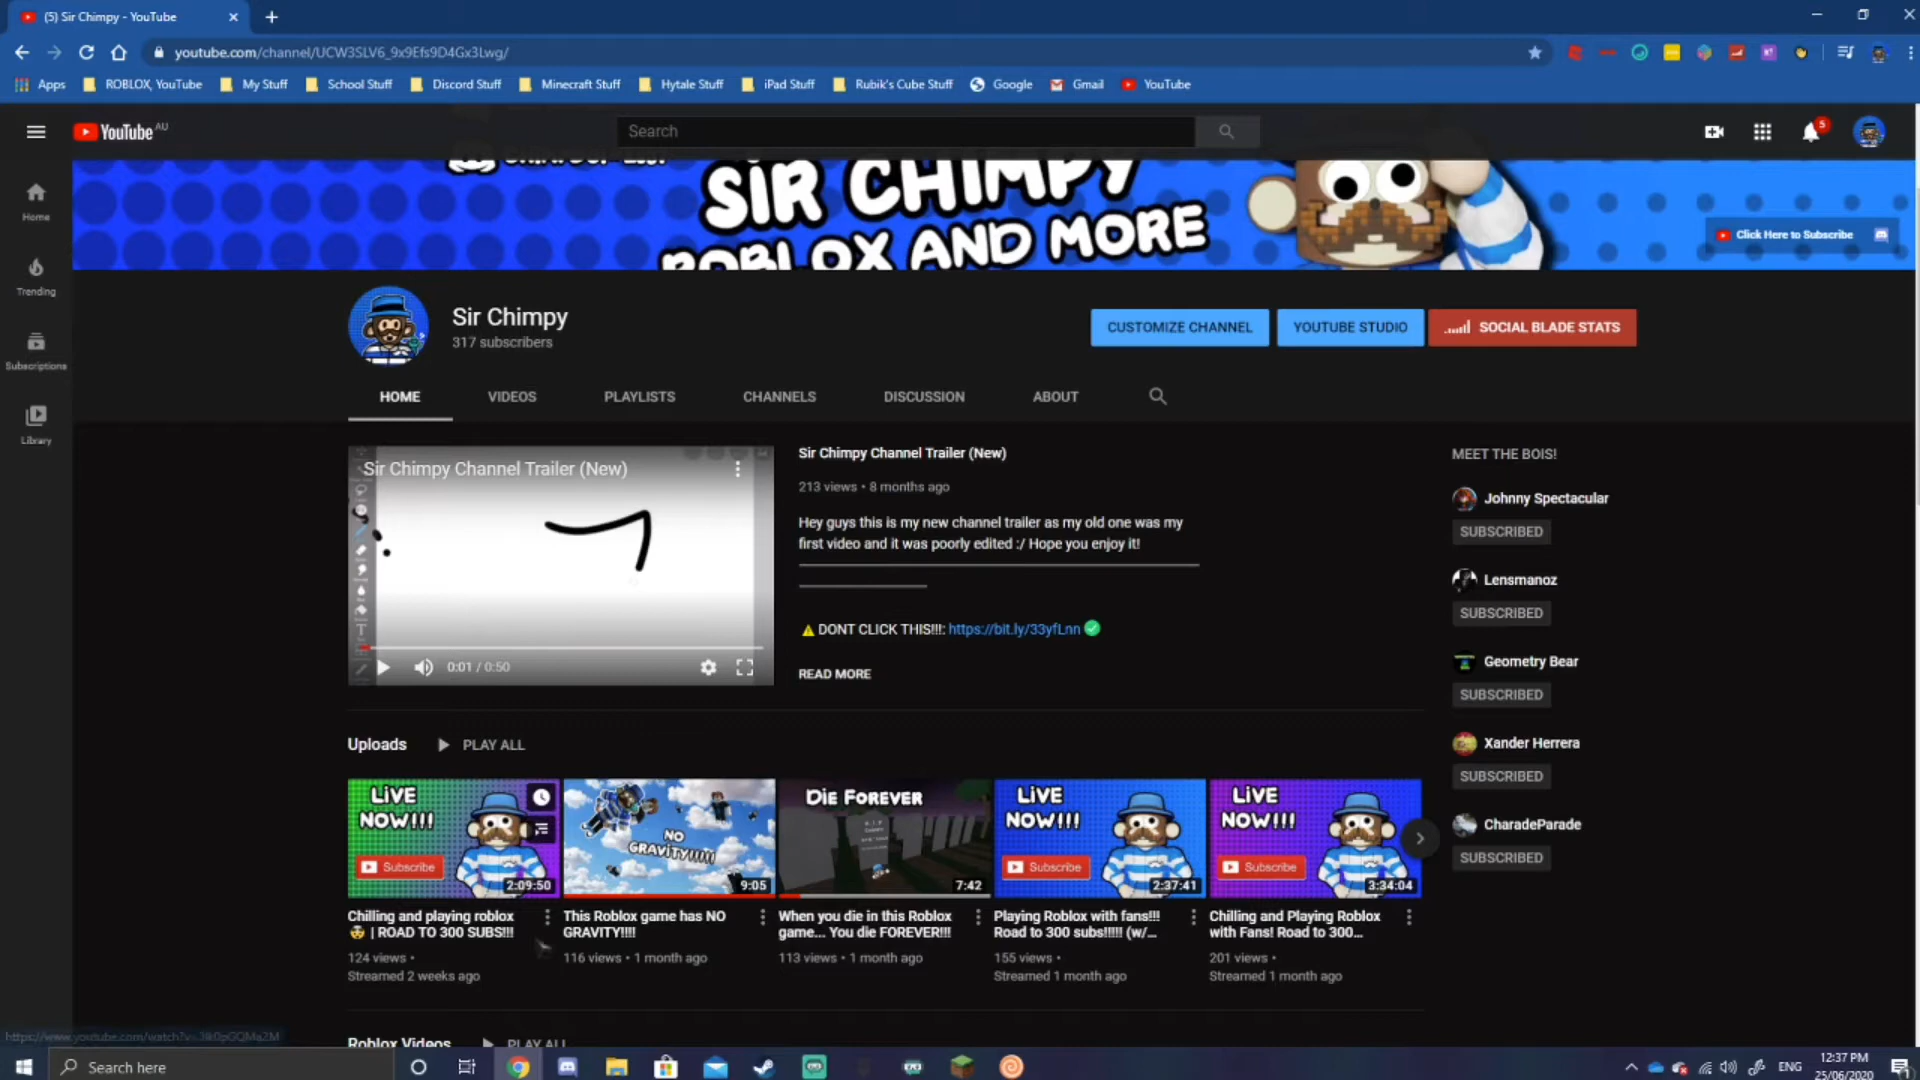 (5) Sir Chimpy - YouTube
youtube.com/channel/UCW3SLV6_9x9Efs9D4Gx3Lwg/
Apps ROBLOX, YouTube My Stuff School Stuff Discord Stuff Minecraft Stuff Hytale Stuff iPad Stuff Rubik's Cube Stuff Google Gmail YouTube
YouTube AU
Search
5
SIR CHIMPY
ROBLOX AND MORE
Click Here to Subscribe
Home
Trending
Subscriptions
Library
Sir Chimpy
317 subscribers
CUSTOMIZE CHANNEL YOUTUBE STUDIO SOCIAL BLADE STATS
HOME VIDEOS PLAYLISTS CHANNELS DISCUSSION ABOUT
Sir Chimpy Channel Trailer (New)
0:01 / 0:50
Sir Chimpy Channel Trailer (New)
213 views • 8 months ago
Hey guys this is my new channel trailer as my old one was my
first video and it was poorly edited :/ Hope you enjoy it!
⚠DONT CLICK THIS!!!: https://bit.ly/33yfLnn
READ MORE
MEET THE BOIS!
Johnny Spectacular
SUBSCRIBED
Lensmanoz
SUBSCRIBED
Geometry Bear
SUBSCRIBED
Xander Herrera
SUBSCRIBED
CharadeParade
SUBSCRIBED
Uploads PLAY ALL
LiVE
NOW!!!
Subscribe
2:09:50
Chilling and playing roblox
🤯 | ROAD TO 300 SUBS!!!
124 views •
Streamed 2 weeks ago
NO
GRAVITY!!!!!
9:05
This Roblox game has NO
GRAVITY!!!!
116 views • 1 month ago
DIE FOREVER
7:42
When you die in this Roblox
game... You die FOREVER!!!
113 views • 1 month ago
LiVE
NOW!!!
Subscribe
2:37:41
Playing Roblox with fans!!!
Road to 300 subs!!!!! (w/...
155 views •
Streamed 1 month ago
LiVE
NOW!!!
Subscribe
3:34:04
Chilling and Playing Roblox
with Fans! Road to 300...
201 views •
Streamed 1 month ago
Roblox Videos PLAY ALL
Search here
ENG
12:37 PM
25/06/2020